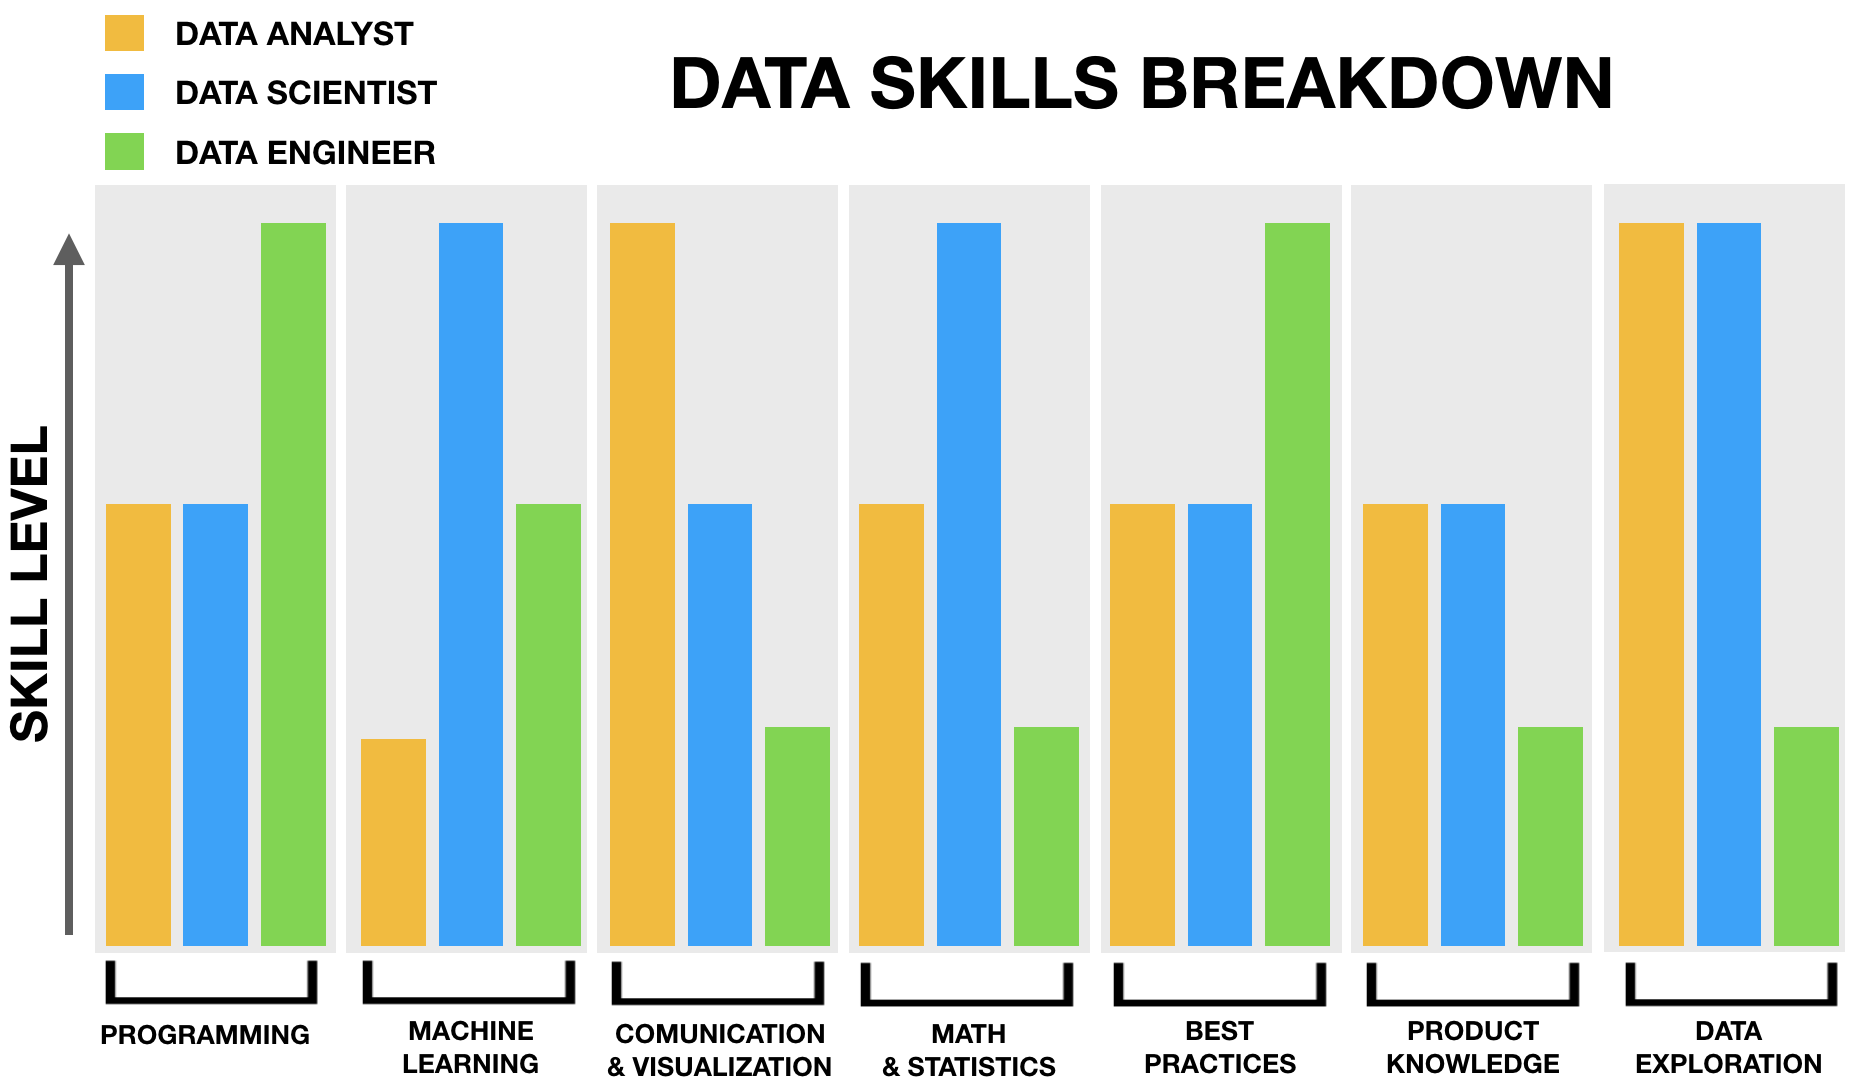 DATA ANALYST
DATA SCIENTIST
DATA ENGINEER
DATA SKILLS BREAKDOWN
SKILL LEVEL
PROGRAMMING
MACHINE
LEARNING
COMUNICATION
& VISUALIZATION
MATH
& STATISTICS
BEST
PRACTICES
PRODUCT
KNOWLEDGE
DATA
EXPLORATION